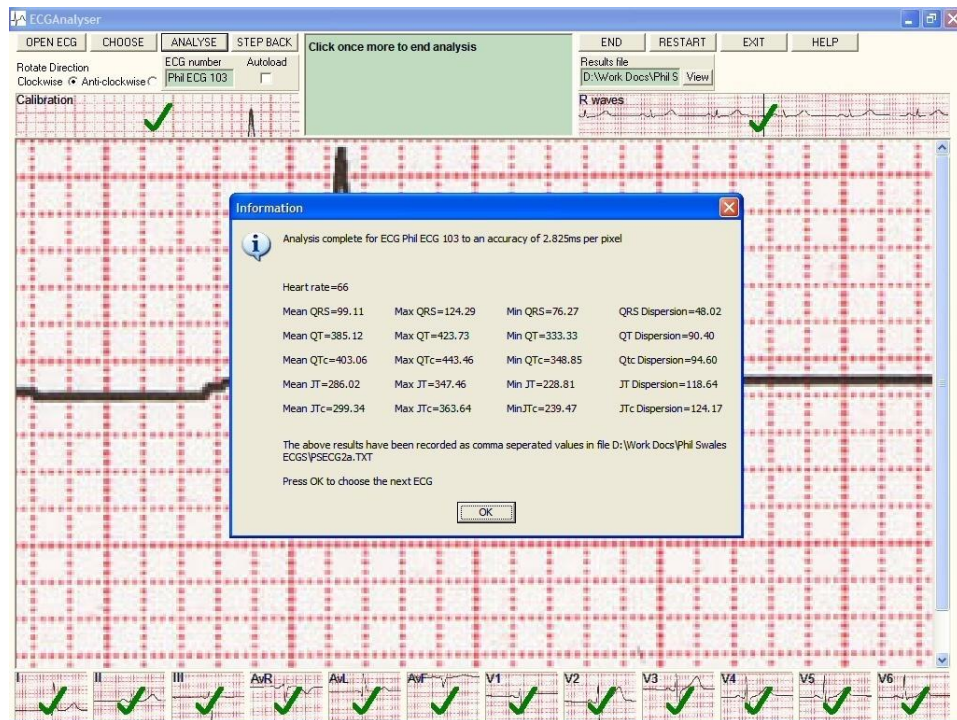 ECGAnalyser
OPEN ECG CHOOSE ANALYSE STEP BACK Click once more to end analysis END RESTART EXIT HELP
Rotate Direction ECG number Autoload Results file
Clockwise Anti-clockwise Phil ECG 103 D:\Work Docs\Phil S View
Calibration R waves
Information
Analysis complete for ECG Phil ECG 103 to an accuracy of 2.825ms per pixel
Heart rate=66
Mean QRS=99.11 Max QRS=124.29 Min QRS=76.27 QRS Dispersion=48.02
Mean QT=385.12 Max QT=423.73 Min QT=333.33 QT Dispersion=90.40
Mean QTc=403.06 Max QTc=443.46 Min QTc=348.85 Qtc Dispersion=94.60
Mean JT=286.02 Max JT=347.46 Min JT=228.81 JT Dispersion=118.64
Mean JTc=299.34 Max JTc=363.64 MinJTc=239.47 JTc Dispersion=124.17
The above results have been recorded as comma seperated values in file D:\Work Docs\Phil Swales
ECGS\PSECG2a.TXT
Press OK to choose the next ECG
OK
I II III AvR AvL AvF V1 V2 V3 V4 V5 V6